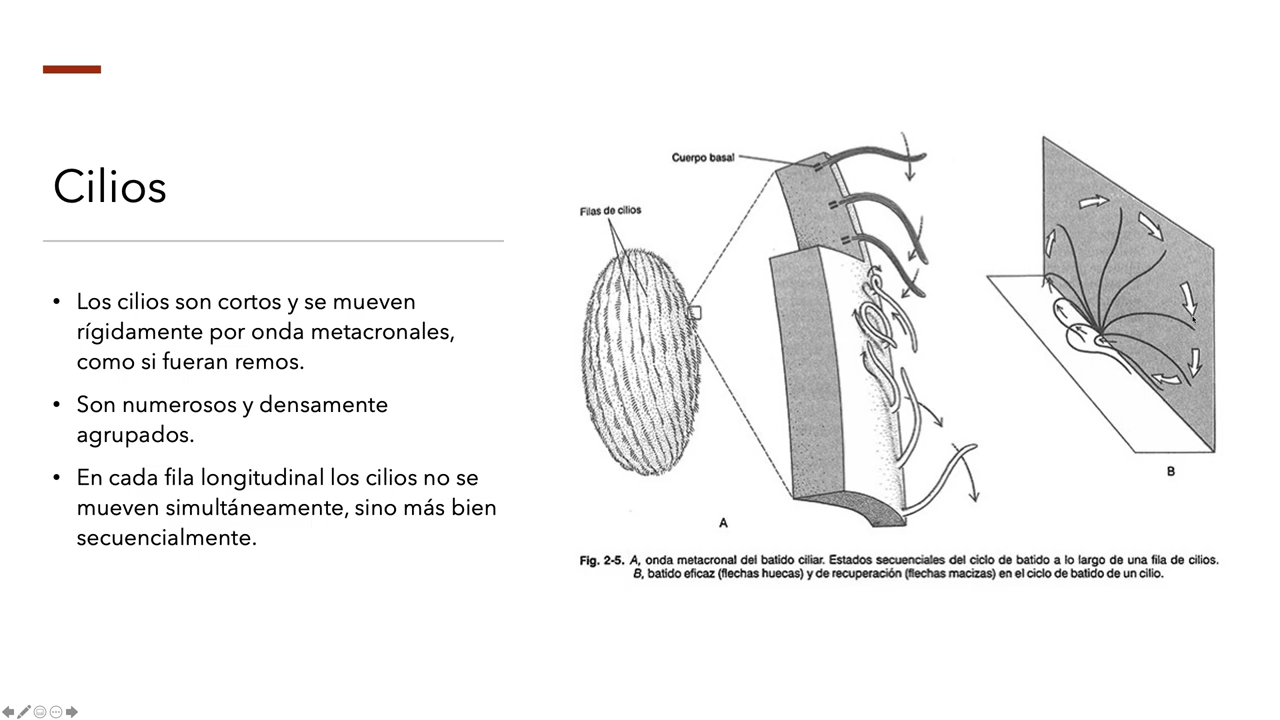 Cilios
• Los cilios son cortos y se mueven
rígidamente por onda metacronales,
como si fueran remos.
• Son numerosos y densamente
agrupados.
• En cada fila longitudinal los cilios no se
mueven simultáneamente, sino más bien
secuencialmente.
Cuerpo basal
Filas de cilios
A
B
Fig. 2-5. A, onda metacronal del batido ciliar. Estados secuenciales del ciclo de batido a lo largo de una fila de cilios.
B, batido eficaz (flechas huecas) y de recuperación (flechas macizas) en el ciclo de batido de un cilio.